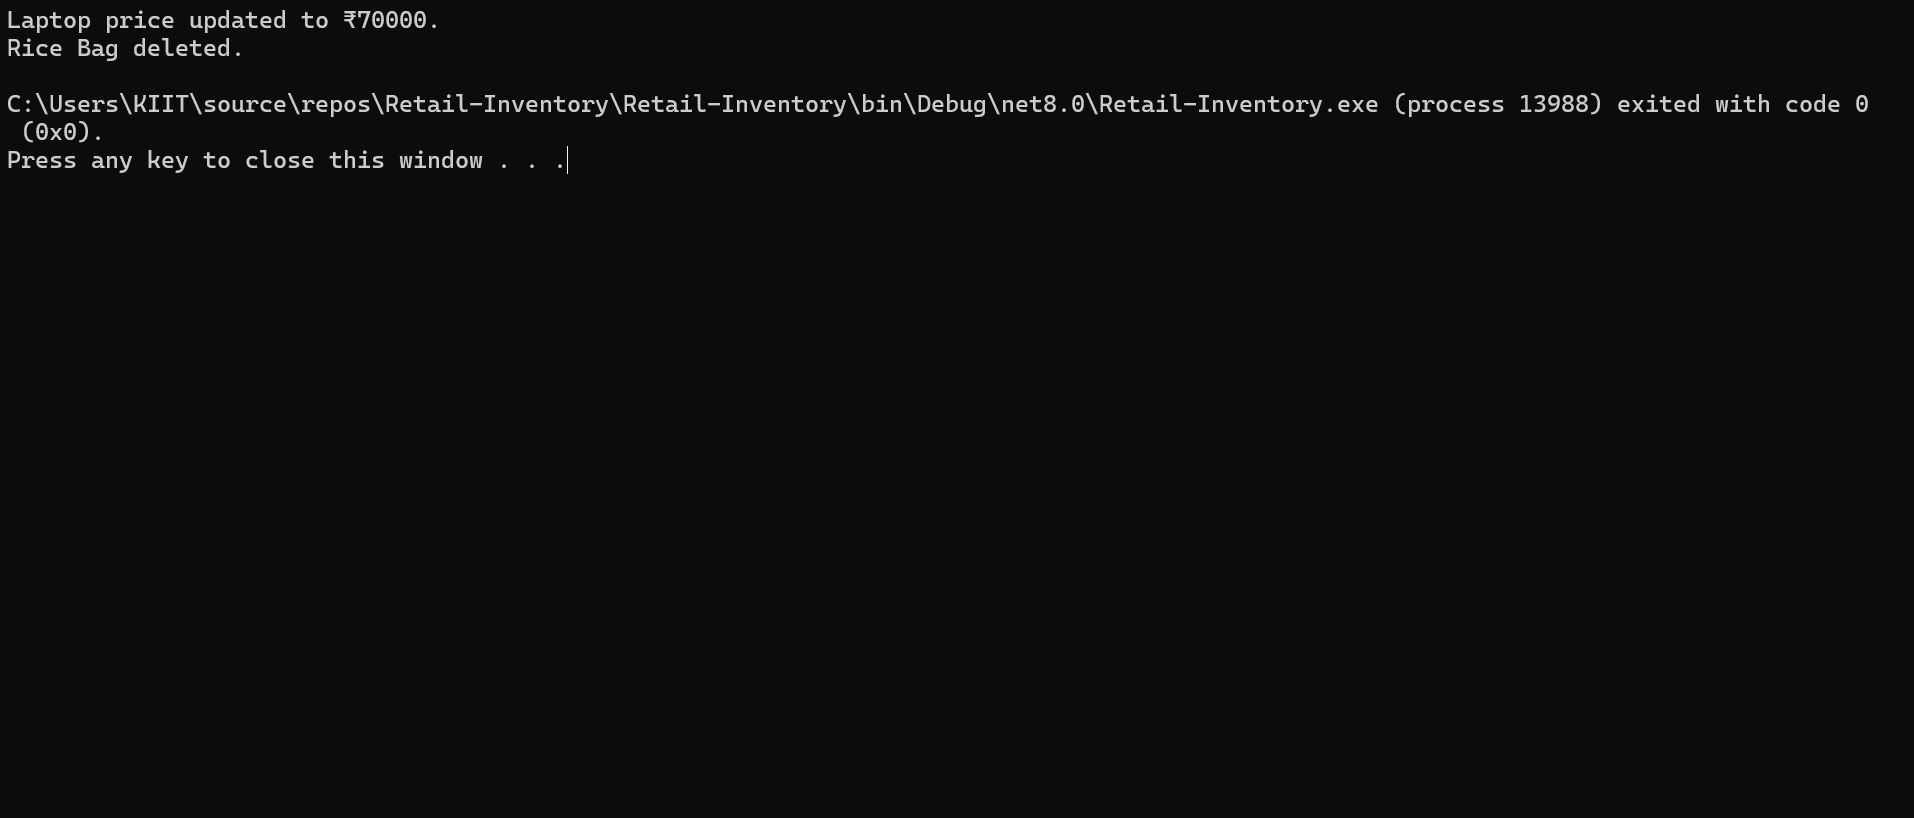 Laptop price updated to ₹70000.
Rice Bag deleted.
C:\Users\KIIT\source\repos\Retail-Inventory\Retail-Inventory\bin\Debug\net8.0\Retail-Inventory.exe (process 13988) exited with code 0
(0x0).
Press any key to close this window . . .